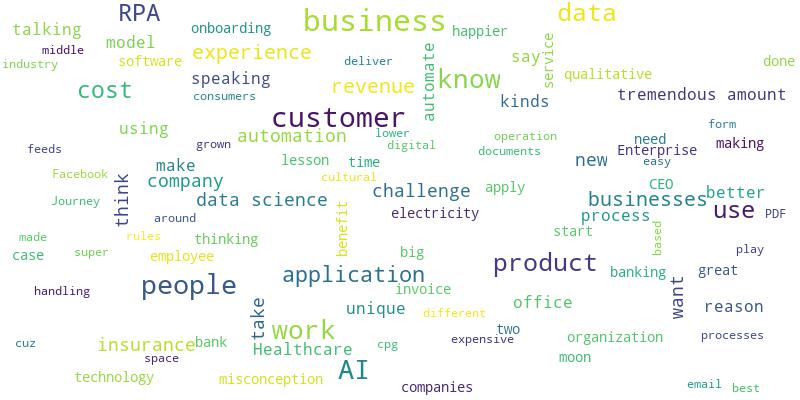 RPA business data
talking onboarding happier
middle model experience say service
industry software deliver automate know qualitative done
cost speaking consumers revenue kinds tremendous amount
customer
using automation lower operation form
feeds grown digital documents need Enterprise making
lesson time new easy
Facebook think make cultural
company challenge apply CEO better
Journey data science businesses use PDF
around benefit electricity process
made rules thinking start based
case super employee big play
people application product banking great
handling invoice want
take unique office reason
different
work two
cuz insurance bank Healthcare cpg expensive organization processes
space AI moon
technology misconception companies email best